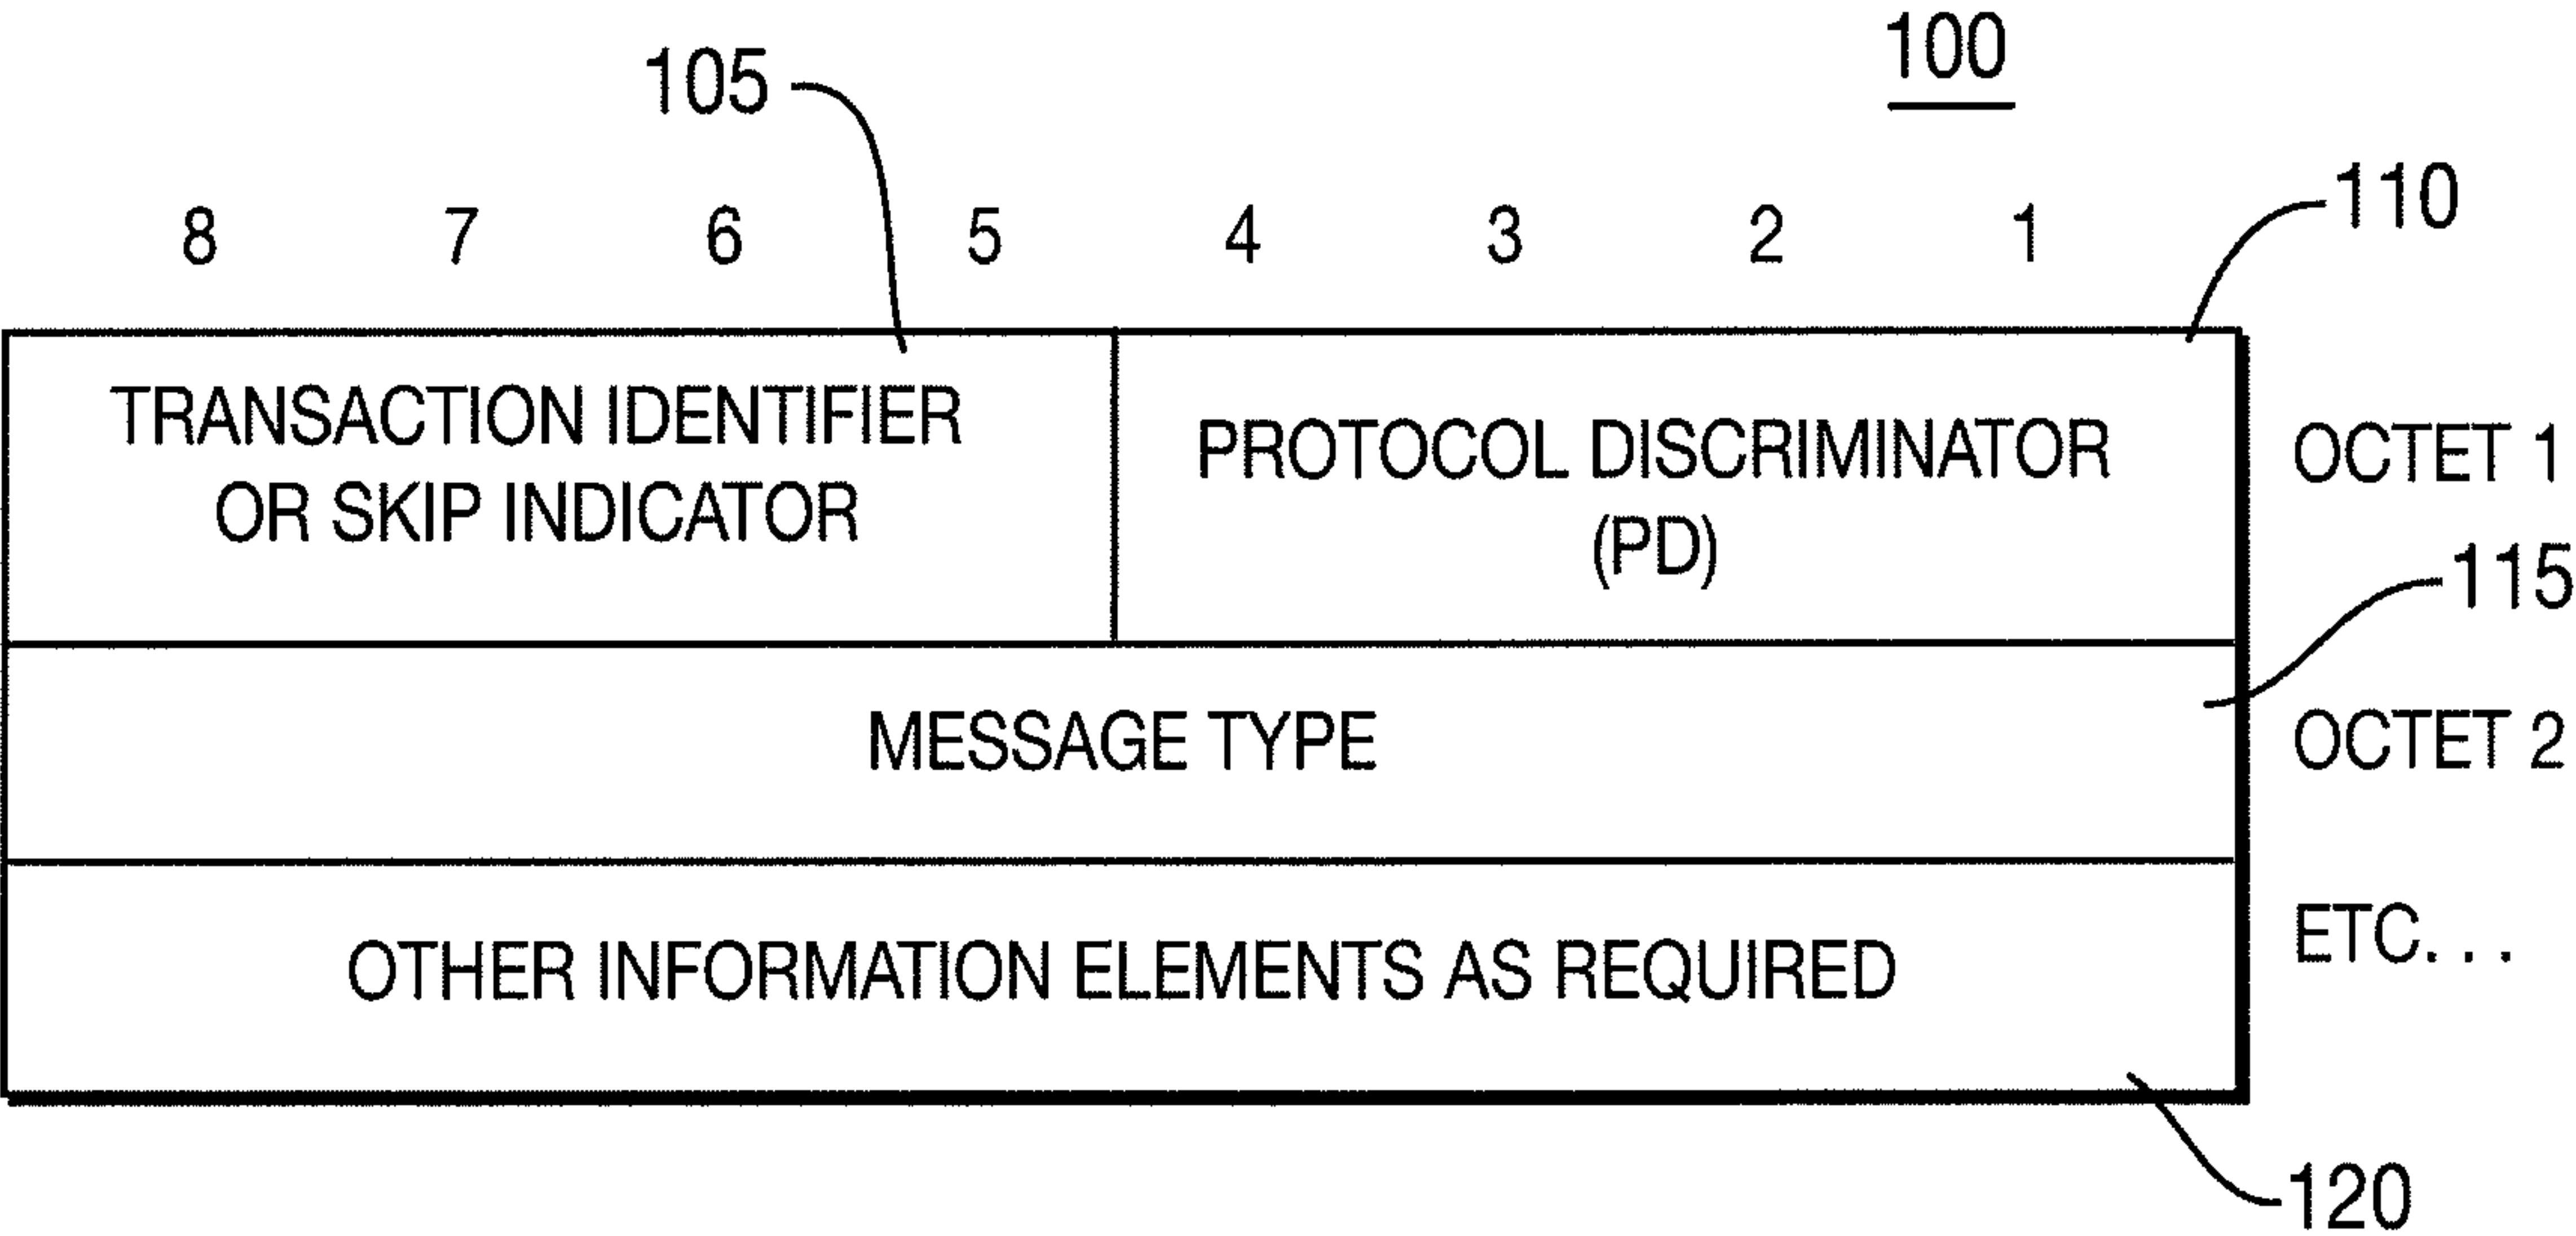 100
105
110
8 7 6 5 4 3 2 1
TRANSACTION IDENTIFIER
OR SKIP INDICATOR
PROTOCOL DISCRIMINATOR
(PD)
OCTET 1
115
MESSAGE TYPE
OCTET 2
OTHER INFORMATION ELEMENTS AS REQUIRED
ETC. . .
120